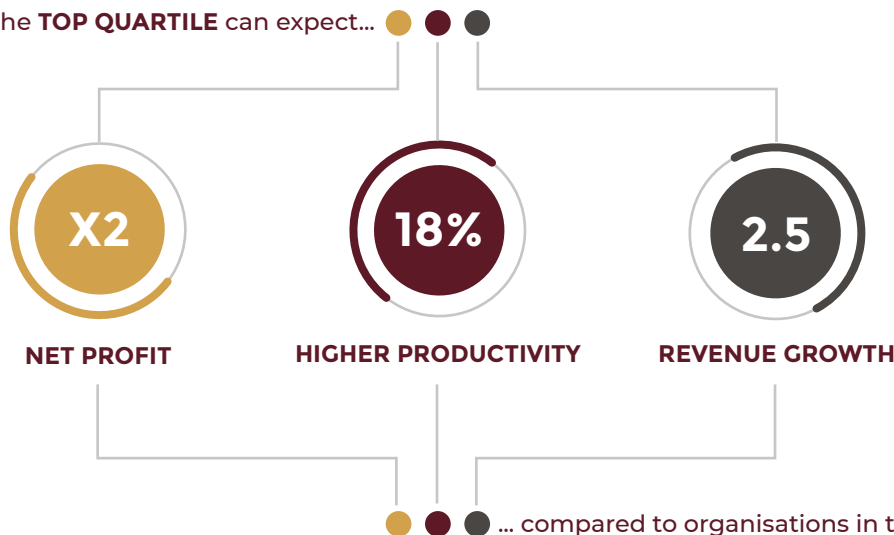 he TOP QUARTILE can expect...
X2
18%
2.5
NET PROFIT
HIGHER PRODUCTIVITY
REVENUE GROWTH
... compared to organisations in t